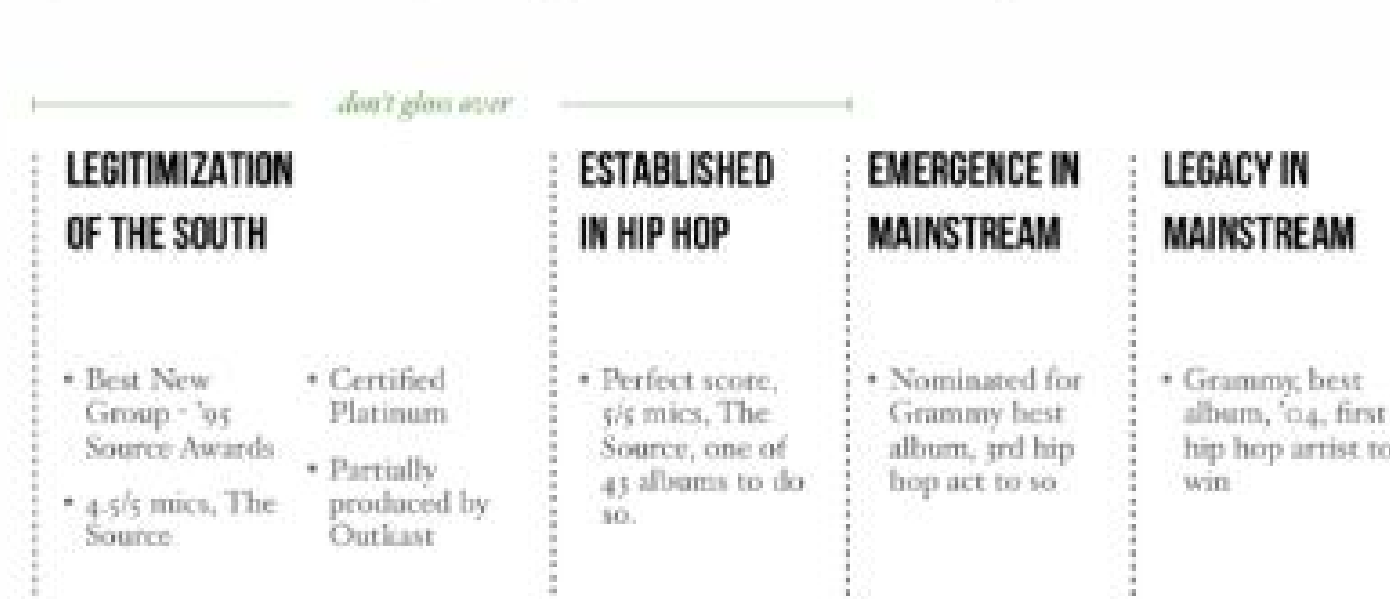 don't gloss over
LEGITIMIZATION
OF THE SOUTH
• Best New
Group - '95
Source Awards
• 4.5/5 mics, The
Source
• Certified
Platinum
• Partially
produced by
Outkast
ESTABLISHED
IN HIP HOP
• Perfect score,
5/5 mics, The
Source, one of
43 albums to do
so.
EMERGENCE IN
MAINSTREAM
• Nominated for
Grammy best
album, 3rd hip
hop act to so
LEGACY IN
MAINSTREAM
• Grammy, best
album, '04, first
hip hop artist to
win